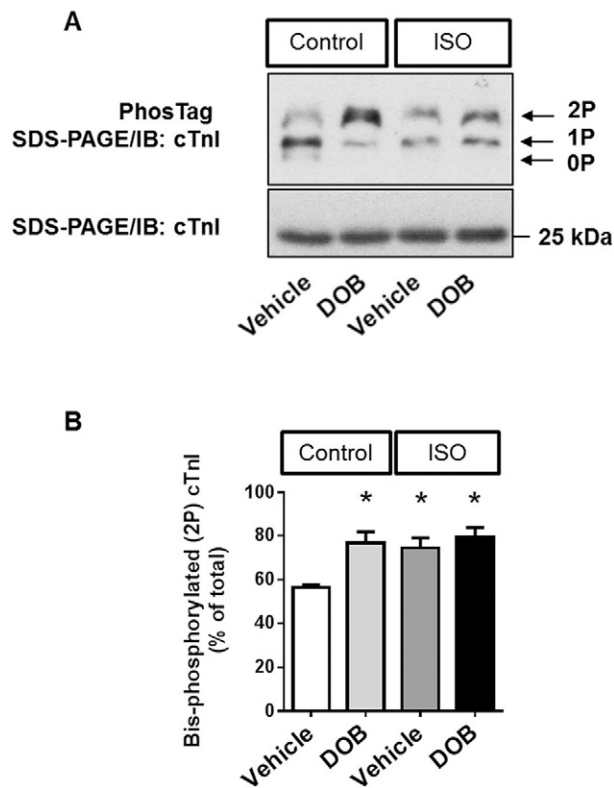 A
Control ISO
PhosTag
SDS-PAGE/IB: cTnI
2P
1P
0P
SDS-PAGE/IB: cTnI
25 kDa
Vehicle DOB Vehicle DOB
B
Control ISO
Bis-phosphorylated (2P) cTnI
(% of total)
100
80
60
40
20
0
* * *
Vehicle DOB Vehicle DOB